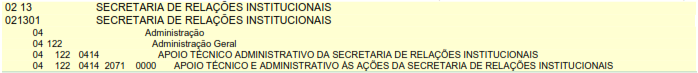 02 13 SECRETARIA DE RELAÇÕES INSTITUCIONAIS
021301 SECRETARIA DE RELAÇÕES INSTITUCIONAIS
04 Administração
04 122 Administração Geral
04 122 0414 APOIO TÉCNICO ADMINISTRATIVO DA SECRETARIA DE RELAÇÕES INSTITUCIONAIS
04 122 0414 2071 0000 APOIO TÉCNICO E ADMINISTRATIVO ÀS AÇÕES DA SECRETARIA DE RELAÇÕES INSTITUCIONAIS